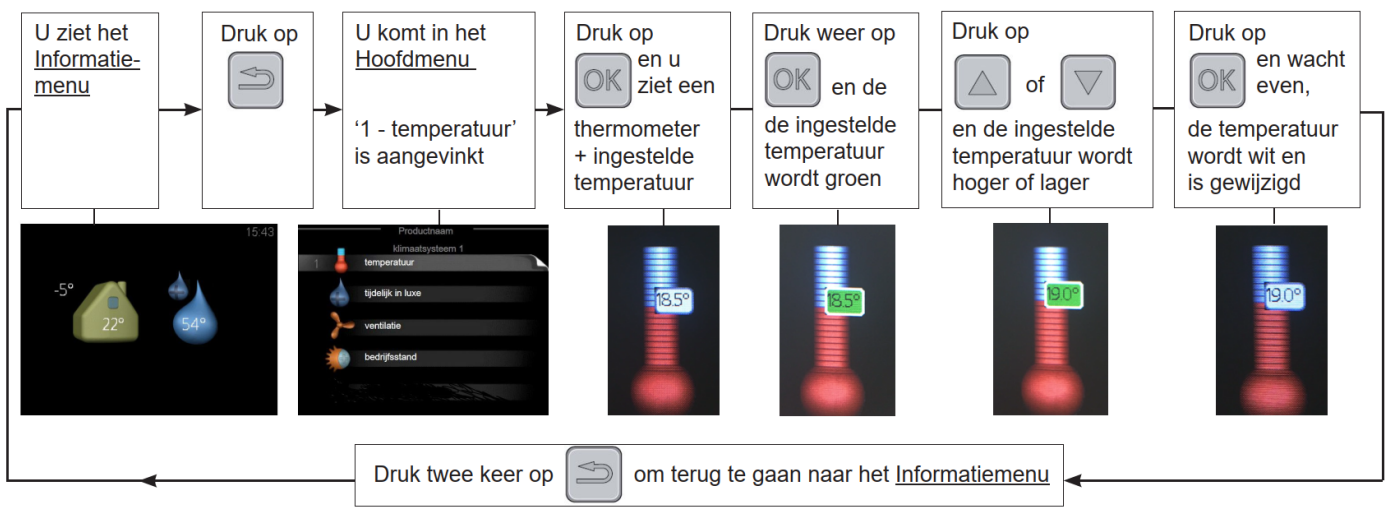 U ziet het
Informatie-
menu
Druk op
U komt in het
Hoofdmenu
‘1 - temperatuur’
is aangevinkt
Druk op
OK en u
ziet een
thermometer
+ ingestelde
temperatuur
Druk weer op
OK en de
de ingestelde
temperatuur
wordt groen
Druk op
of
en de ingestelde
temperatuur wordt
hoger of lager
Druk op
OK en wacht
even,
de temperatuur
wordt wit en
is gewijzigd
15:43
-5°
22°
54°
Productnaam
klimaatsysteem 1
1 temperatuur
tijdelijk in luxe
ventilatie
bedrijfsstand
18.5°
18.5°
19.0°
19.0°
Druk twee keer op om terug te gaan naar het Informatiemenu